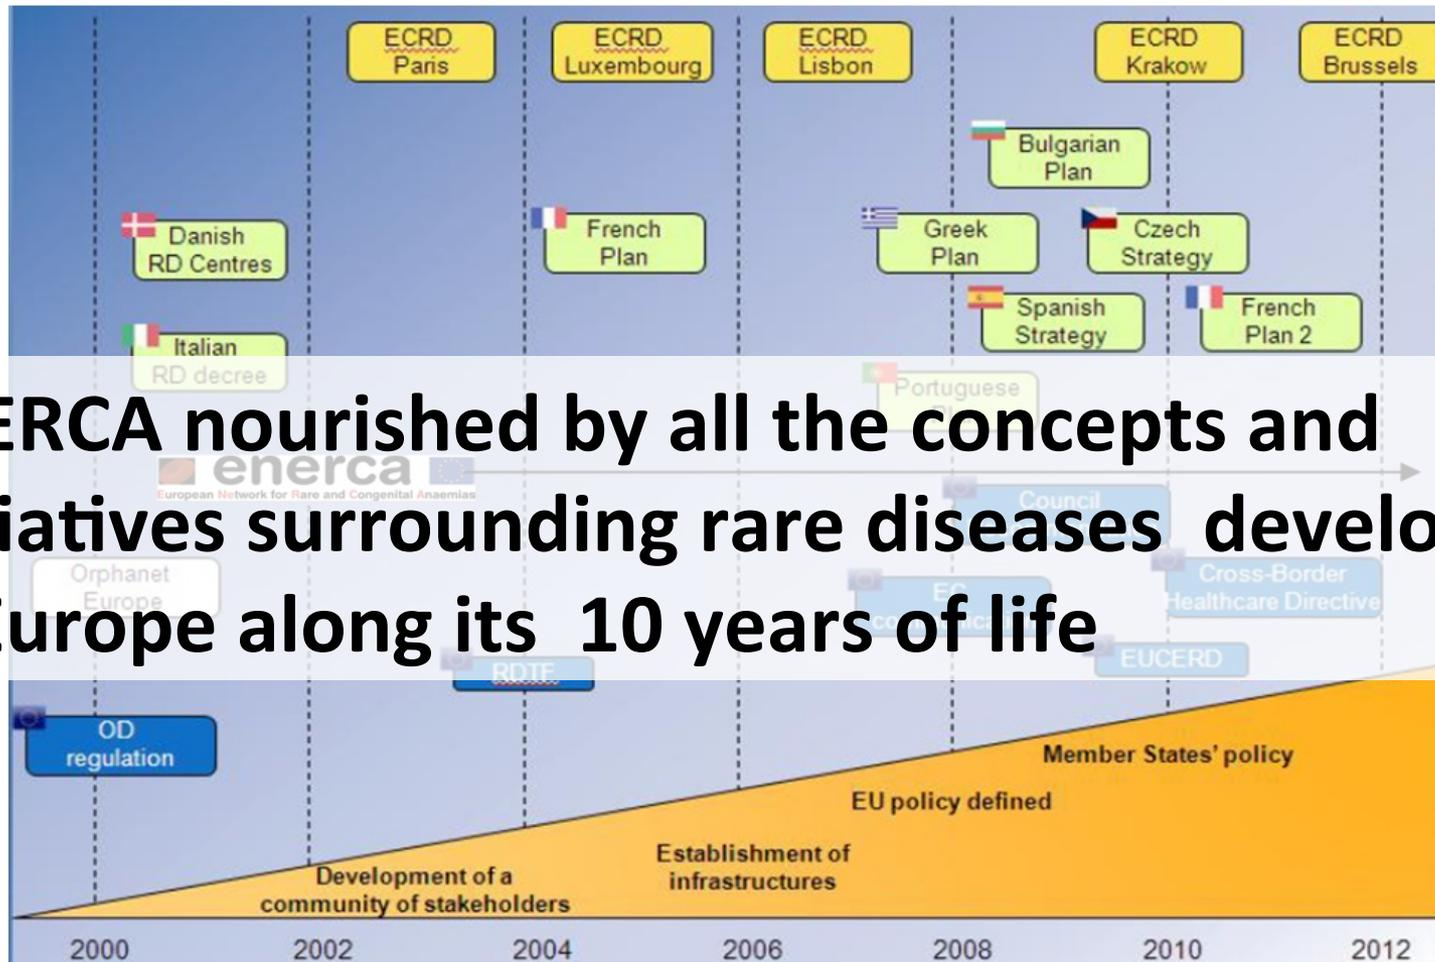 ECRD
Paris
ECRD
Luxembourg
ECRD
Lisbon
ECRD
Krakow
ECRD
Brussels
Bulgarian
Plan
Danish
RD Centres
French
Plan
Greek
Plan
Czech
Strategy
Spanish
Strategy
French
Plan 2
Italian
RD decree
Portuguese
ERCA nourished by all the concepts and
enerca
European Network for Rare and Congenital Anaemias
Council
iatives surrounding rare diseases develo
Orphanet
Europe
Cross-Border
Healthcare Directive
EC
Europe along its 10 years of life
RDTF
EUCERD
OD
regulation
Member States' policy
EU policy defined
Establishment of
infrastructures
Development of a
community of stakeholders
2000 2002 2004 2006 2008 2010 2012